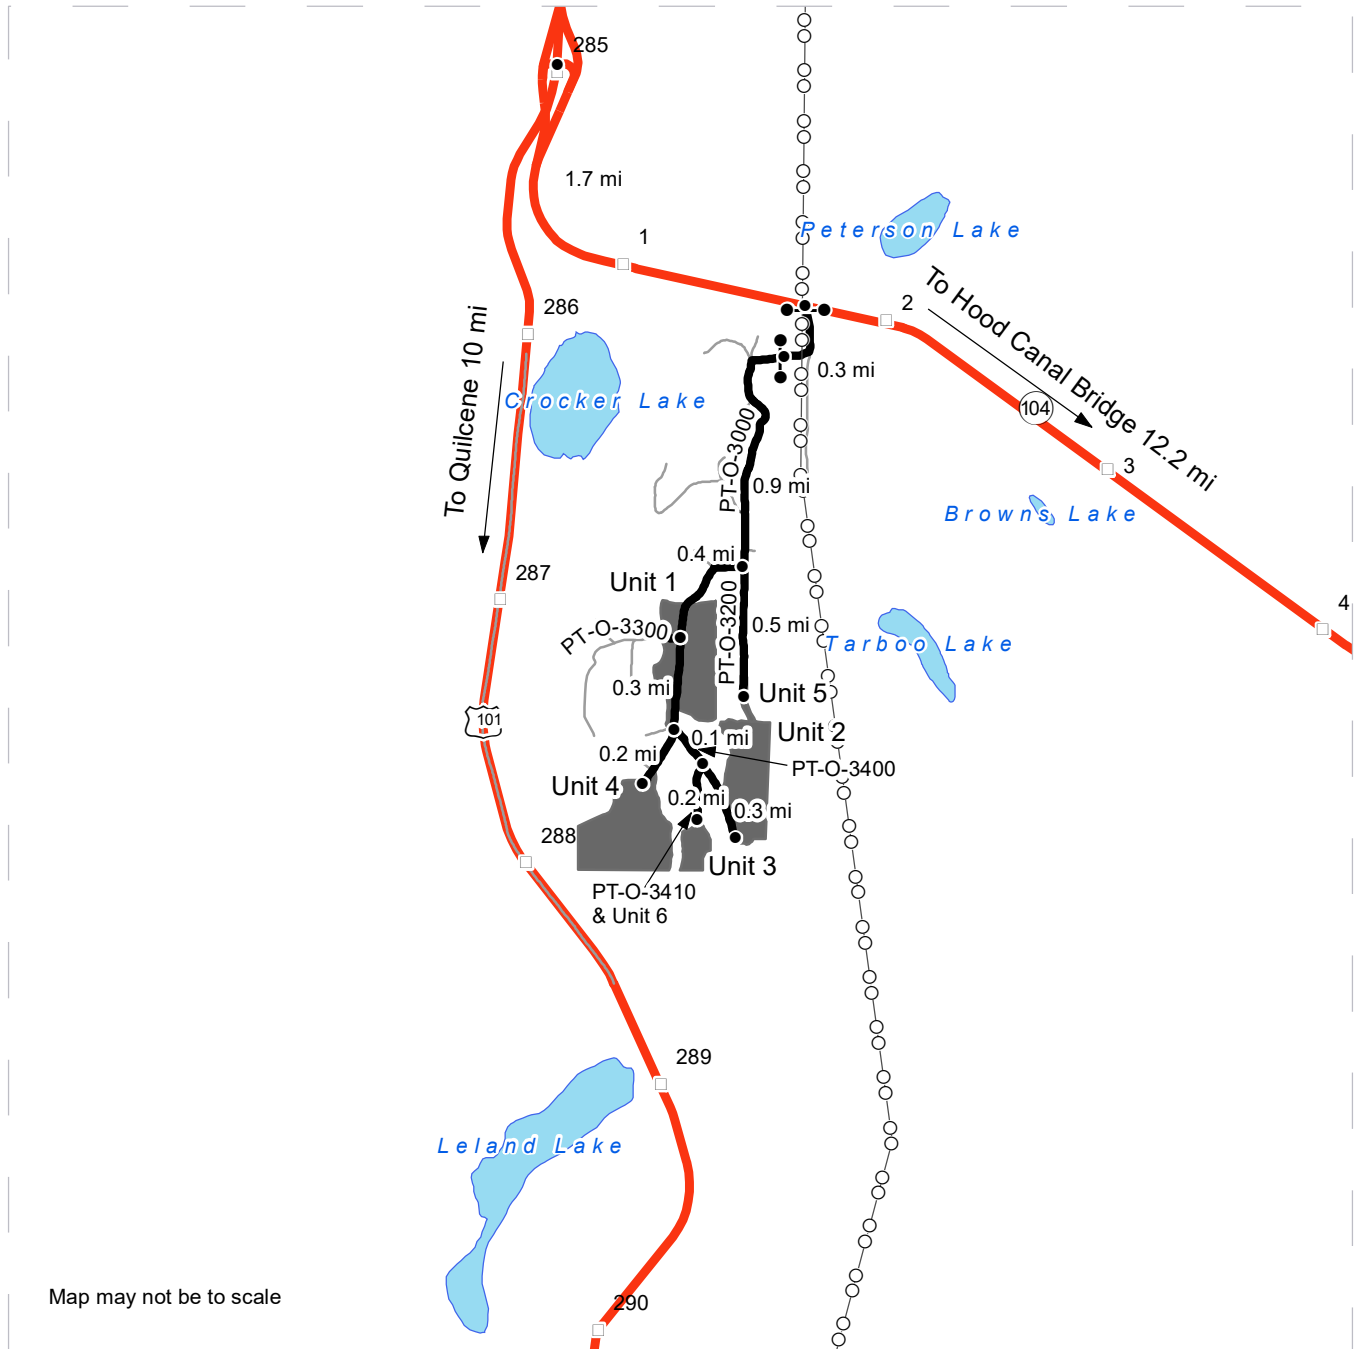 285
1.7 mi
1
Peterson Lake
286
2
To Hood Canal Bridge 12.2 mi
To Quilcene 10 mi
0.3 mi
Crocker Lake
104
PT-O-3000
3
0.9 mi
Browns Lake
0.4 mi
287
Unit 1
4
PT-O-3300
PT-O-3200
0.5 mi
Tarboo Lake
0.3 mi
Unit 5
101
0.1 mi
Unit 2
0.2 mi
PT-O-3400
Unit 4
0.2 mi
0.3 mi
288
Unit 3
PT-O-3410
& Unit 6
289
Leland Lake
Map may not be to scale
290